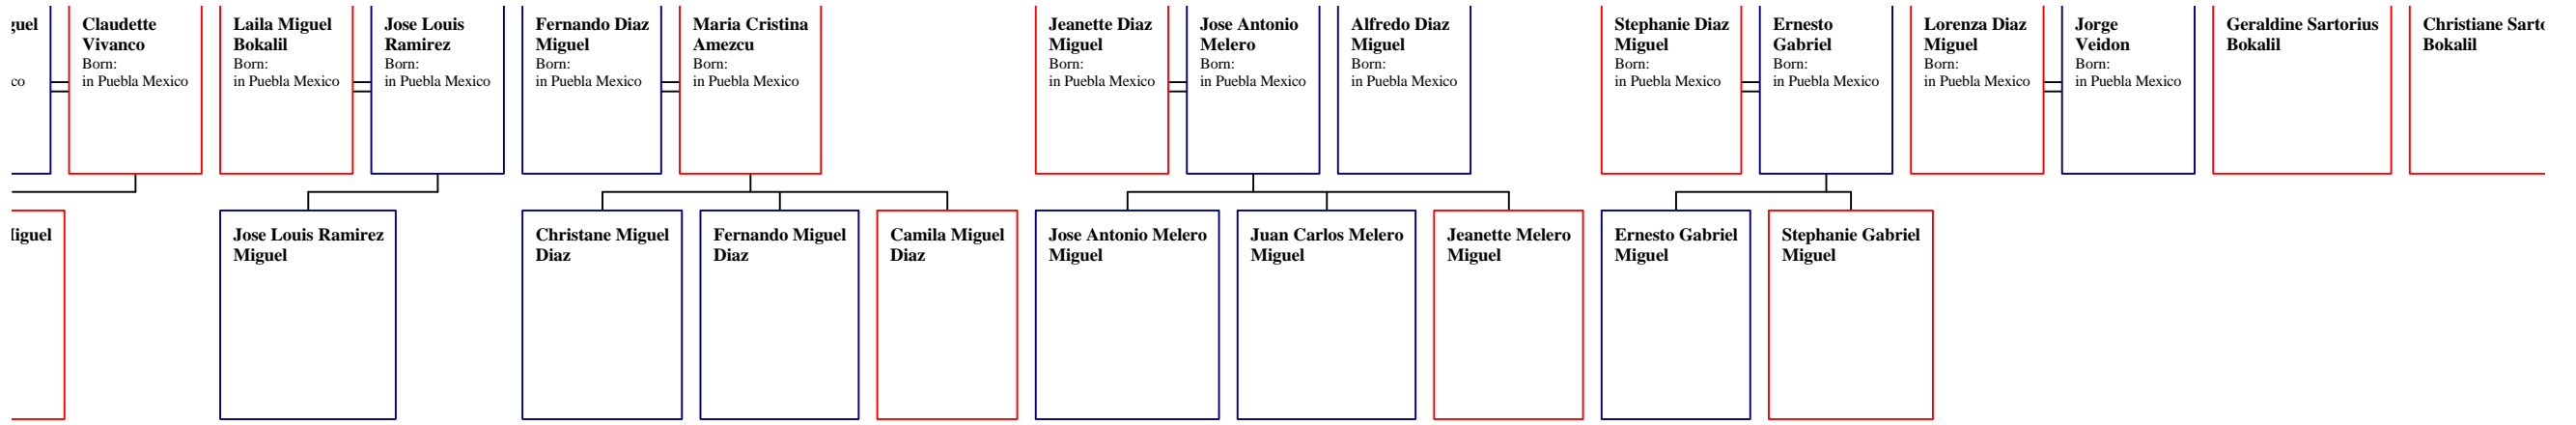 Claudette
Vivanco
Born:
in Puebla Mexico
Laila Miguel
Bokalil
Born:
in Puebla Mexico
Jose Louis
Ramirez
Born:
in Puebla Mexico
Fernando Diaz
Miguel
Born:
in Puebla Mexico
Maria Cristina
Amezcu
Born:
in Puebla Mexico
Jeanette Diaz
Miguel
Born:
in Puebla Mexico
Jose Antonio
Melero
Born:
in Puebla Mexico
Alfredo Diaz
Miguel
Born:
in Puebla Mexico
Stephanie Diaz
Miguel
Born:
in Puebla Mexico
Ernesto
Gabriel
Born:
in Puebla Mexico
Lorenza Diaz
Miguel
Born:
in Puebla Mexico
Jorge
Veidon
Born:
in Puebla Mexico
Geraldine Sartorius
Bokalil
Christiane
Bokalil
Jose Louis Ramirez
Miguel
Christane Miguel
Diaz
Fernando Miguel
Diaz
Camila Miguel
Diaz
Jose Antonio Melero
Miguel
Juan Carlos Melero
Miguel
Jeanette Melero
Miguel
Ernesto Gabriel
Miguel
Stephanie Gabriel
Miguel